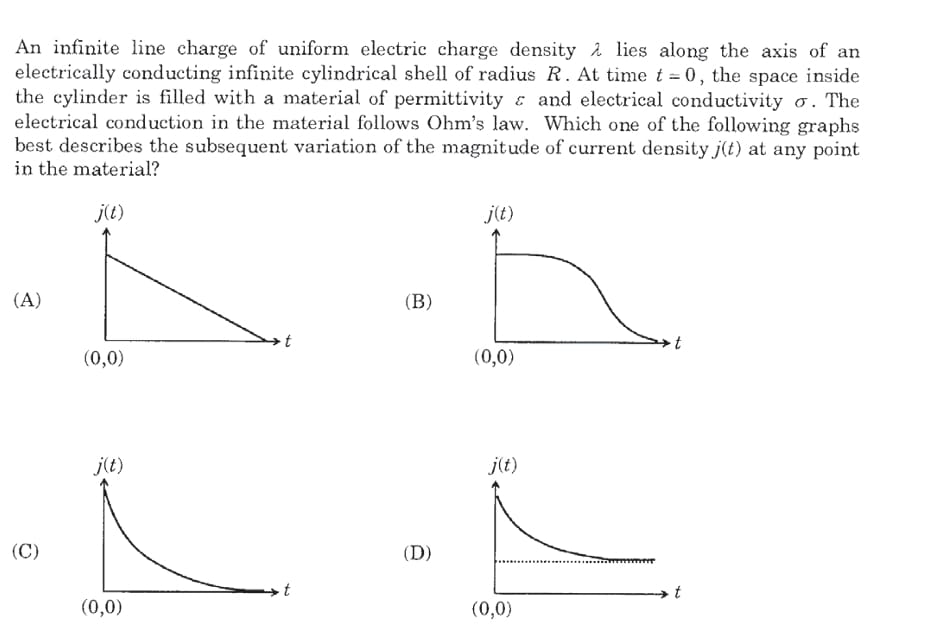 An infinite line charge of uniform electric charge density λ lies along the axis of an
electrically conducting infinite cylindrical shell of radius R. At time t = 0, the space inside
the cylinder is filled with a material of permittivity ε and electrical conductivity σ. The
electrical conduction in the material follows Ohm's law. Which one of the following graphs
best describes the subsequent variation of the magnitude of current density j(t) at any point
in the material?
j(t)
j(t)
(A)
(B)
t
t
(0,0)
(0,0)
j(t)
j(t)
(C)
(D)
t
t
(0,0)
(0,0)